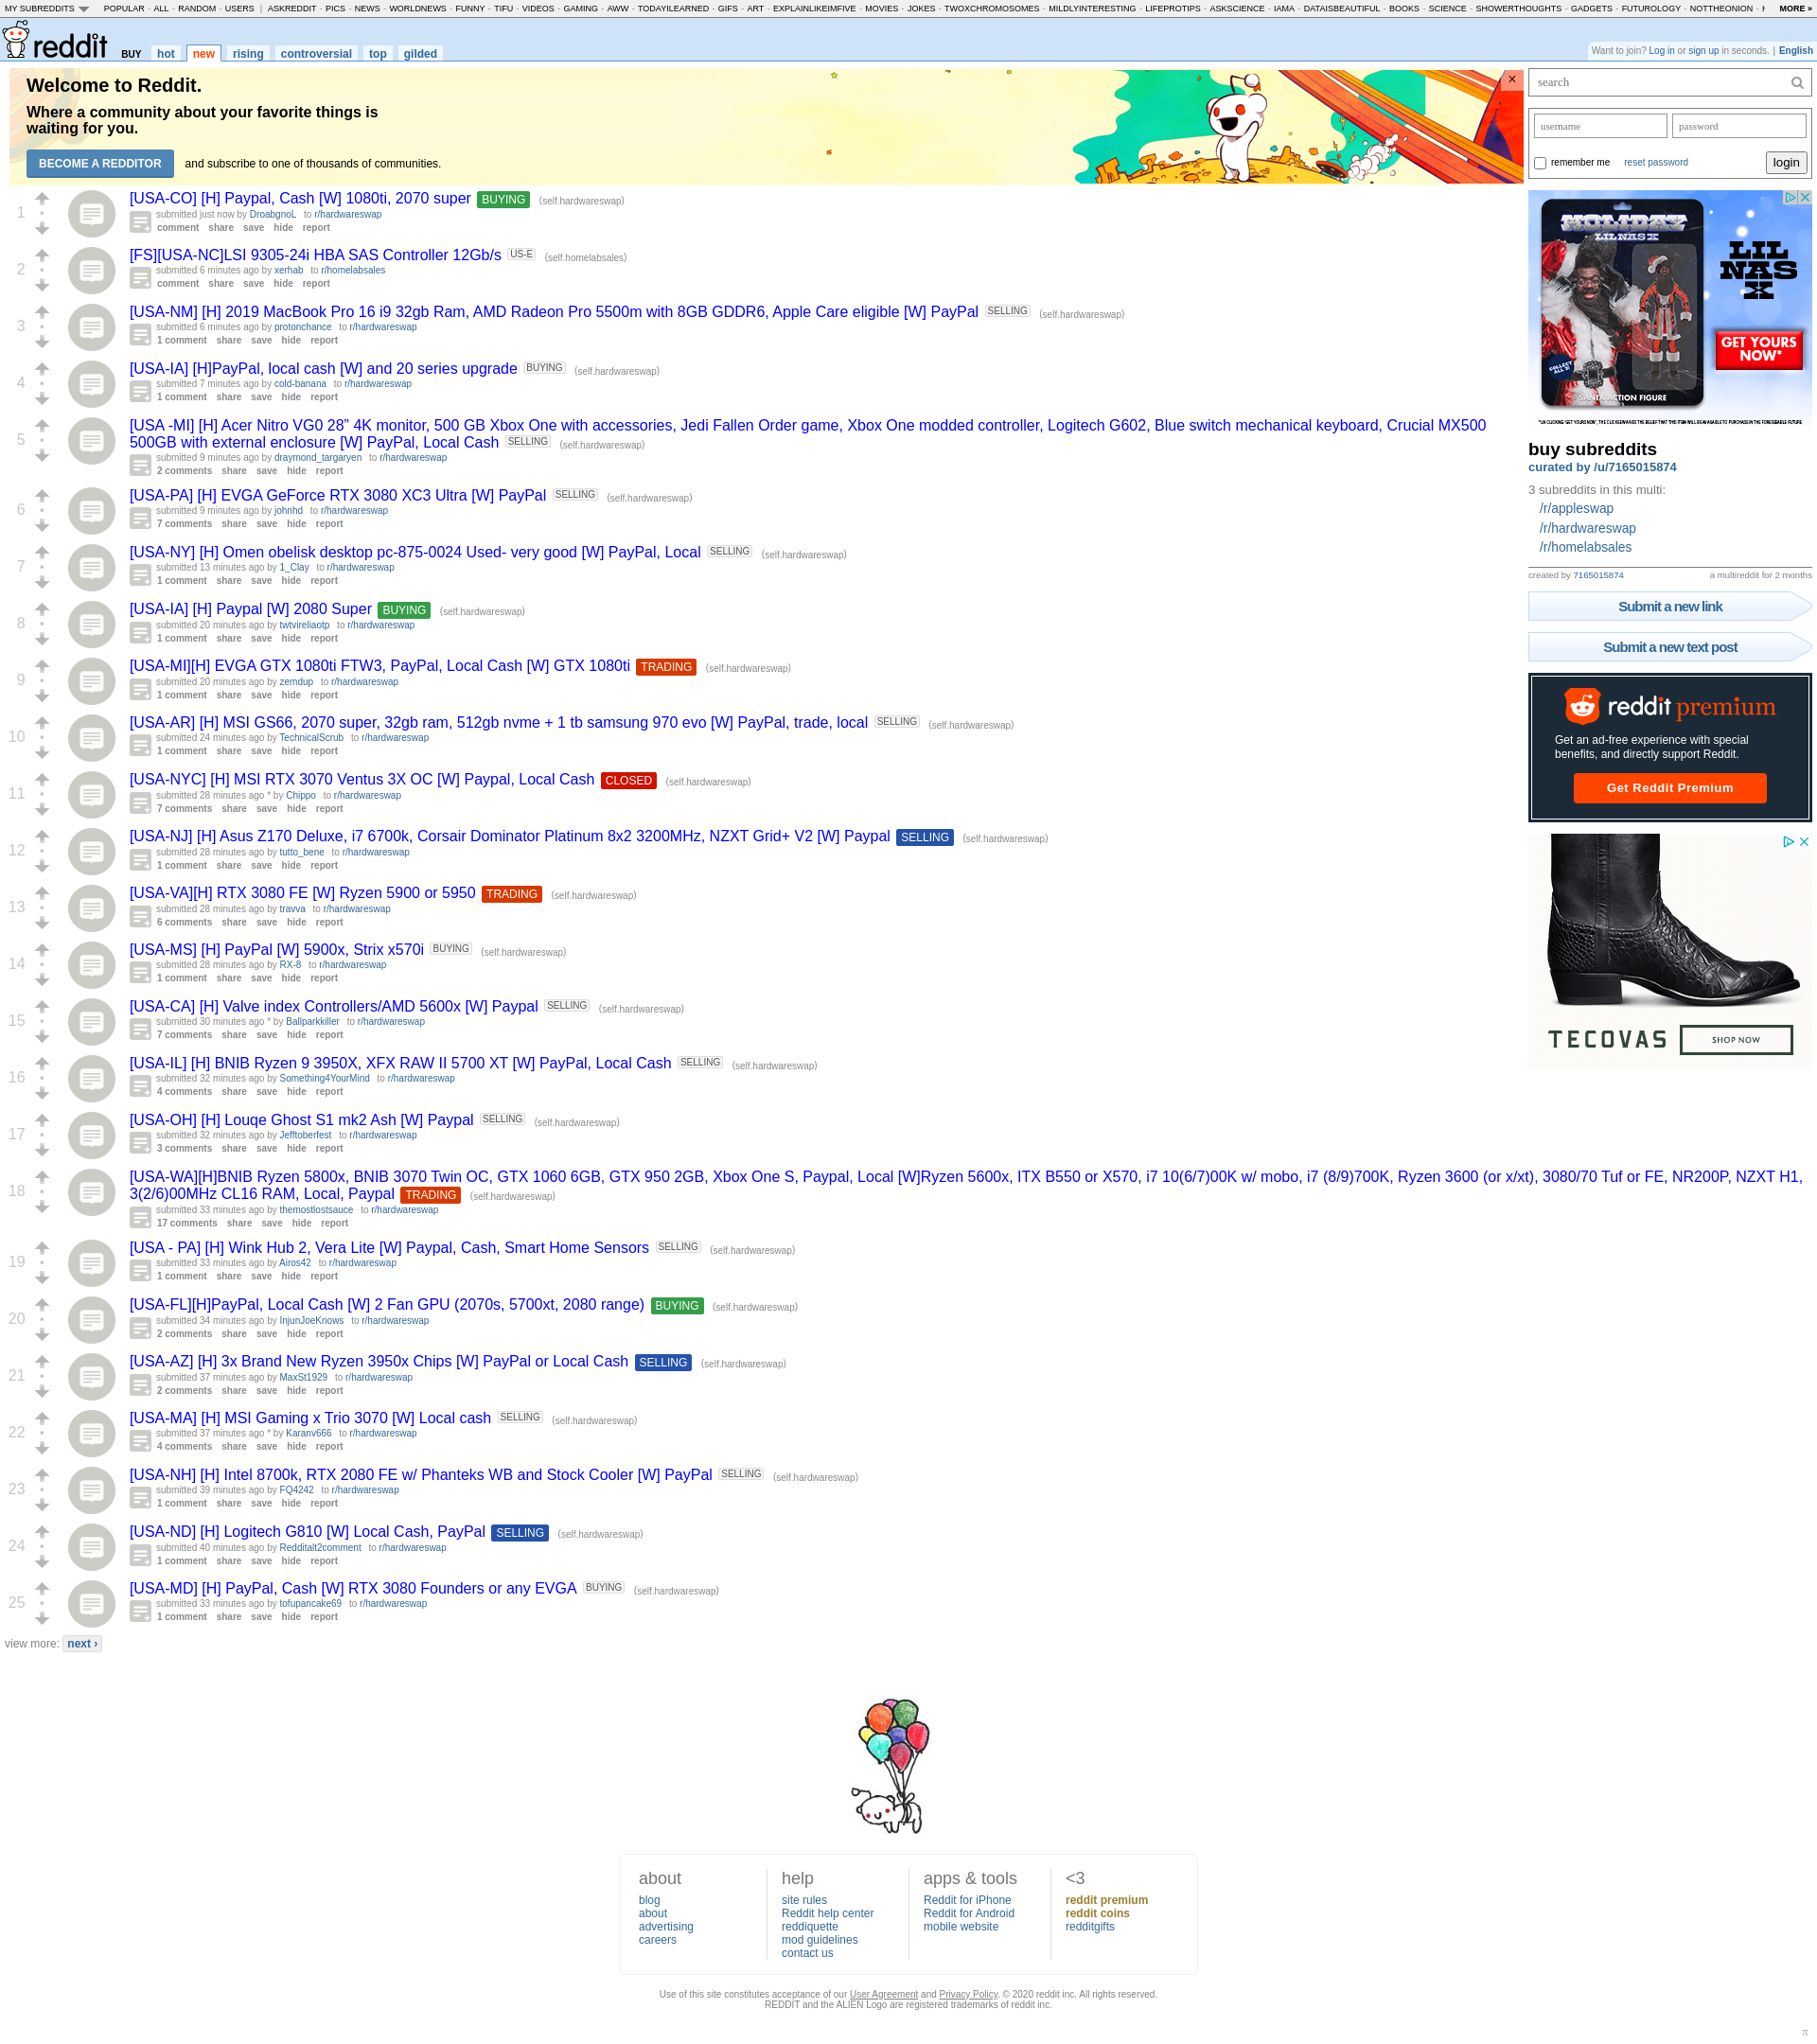 MY SUBREDDITS POPULAR - ALL - RANDOM - USERS | ASKREDDIT - PICS - NEWS - WORLDNEWS - FUNNY - TIFU - VIDEOS - GAMING - AWW - TODAYILEARNED - GIFS - ART - EXPLAINLIKEIMFIVE - MOVIES - JOKES - TWOXCHROMOSOMES - MILDLYINTERESTING - LIFEPROTIPS - ASKSCIENCE - IAMA - DATAISBEAUTIFUL - BOOKS - SCIENCE - SHOWERTHOUGHTS - GADGETS - FUTUROLOGY - NOTTHEONION - MORE »
reddit BUY hot new rising controversial top gilded
Want to join? Log in or sign up in seconds. | English
Welcome to Reddit.
Where a community about your favorite things is
waiting for you.
BECOME A REDDITOR and subscribe to one of thousands of communities.
1 [USA-CO] [H] Paypal, Cash [W] 1080ti, 2070 super BUYING (self.hardwareswap)
submitted just now by DroabgnoL to r/hardwareswap
comment share save hide report
2 [FS][USA-NC]LSI 9305-24i HBA SAS Controller 12Gb/s US-E (self.homelabsales)
submitted 6 minutes ago by xerhab to r/homelabsales
comment share save hide report
3 [USA-NM] [H] 2019 MacBook Pro 16 i9 32gb Ram, AMD Radeon Pro 5500m with 8GB GDDR6, Apple Care eligible [W] PayPal SELLING (self.hardwareswap)
submitted 6 minutes ago by protonchance to r/hardwareswap
1 comment share save hide report
4 [USA-IA] [H]PayPal, local cash [W] and 20 series upgrade BUYING (self.hardwareswap)
submitted 7 minutes ago by cold-banana to r/hardwareswap
1 comment share save hide report
5 [USA -MI] [H] Acer Nitro VG0 28" 4K monitor, 500 GB Xbox One with accessories, Jedi Fallen Order game, Xbox One modded controller, Logitech G602, Blue switch mechanical keyboard, Crucial MX500
500GB with external enclosure [W] PayPal, Local Cash SELLING (self.hardwareswap)
submitted 9 minutes ago by draymond_targaryen to r/hardwareswap
2 comments share save hide report
6 [USA-PA] [H] EVGA GeForce RTX 3080 XC3 Ultra [W] PayPal SELLING (self.hardwareswap)
submitted 9 minutes ago by johnhd to r/hardwareswap
7 comments share save hide report
7 [USA-NY] [H] Omen obelisk desktop pc-875-0024 Used- very good [W] PayPal, Local SELLING (self.hardwareswap)
submitted 13 minutes ago by 1_Clay to r/hardwareswap
1 comment share save hide report
8 [USA-IA] [H] Paypal [W] 2080 Super BUYING (self.hardwareswap)
submitted 20 minutes ago by twtvireliaotp to r/hardwareswap
1 comment share save hide report
9 [USA-MI][H] EVGA GTX 1080ti FTW3, PayPal, Local Cash [W] GTX 1080ti TRADING (self.hardwareswap)
submitted 20 minutes ago by zemdup to r/hardwareswap
1 comment share save hide report
10 [USA-AR] [H] MSI GS66, 2070 super, 32gb ram, 512gb nvme + 1 tb samsung 970 evo [W] PayPal, trade, local SELLING (self.hardwareswap)
submitted 24 minutes ago by TechnicalScrub to r/hardwareswap
1 comment share save hide report
11 [USA-NYC] [H] MSI RTX 3070 Ventus 3X OC [W] Paypal, Local Cash CLOSED (self.hardwareswap)
submitted 28 minutes ago * by Chippo to r/hardwareswap
7 comments share save hide report
12 [USA-NJ] [H] Asus Z170 Deluxe, i7 6700k, Corsair Dominator Platinum 8x2 3200MHz, NZXT Grid+ V2 [W] Paypal SELLING (self.hardwareswap)
submitted 28 minutes ago by tutto_bene to r/hardwareswap
1 comment share save hide report
13 [USA-VA][H] RTX 3080 FE [W] Ryzen 5900 or 5950 TRADING (self.hardwareswap)
submitted 28 minutes ago by travva to r/hardwareswap
6 comments share save hide report
14 [USA-MS] [H] PayPal [W] 5900x, Strix x570i BUYING (self.hardwareswap)
submitted 28 minutes ago by RX-8 to r/hardwareswap
1 comment share save hide report
15 [USA-CA] [H] Valve index Controllers/AMD 5600x [W] Paypal SELLING (self.hardwareswap)
submitted 30 minutes ago * by Ballparkkiller to r/hardwareswap
7 comments share save hide report
16 [USA-IL] [H] BNIB Ryzen 9 3950X, XFX RAW II 5700 XT [W] PayPal, Local Cash SELLING (self.hardwareswap)
submitted 32 minutes ago by Something4YourMind to r/hardwareswap
4 comments share save hide report
17 [USA-OH] [H] Louqe Ghost S1 mk2 Ash [W] Paypal SELLING (self.hardwareswap)
submitted 32 minutes ago by Jefftoberfest to r/hardwareswap
3 comments share save hide report
18 [USA-WA][H]BNIB Ryzen 5800x, BNIB 3070 Twin OC, GTX 1060 6GB, GTX 950 2GB, Xbox One S, Paypal, Local [W]Ryzen 5600x, ITX B550 or X570, i7 10(6/7)00K w/ mobo, i7 (8/9)700K, Ryzen 3600 (or x/xt), 3080/70 Tuf or FE, NR200P, NZXT H1,
3(2/6)00MHz CL16 RAM, Local, Paypal TRADING (self.hardwareswap)
submitted 33 minutes ago by themostlostsauce to r/hardwareswap
17 comments share save hide report
19 [USA - PA] [H] Wink Hub 2, Vera Lite [W] Paypal, Cash, Smart Home Sensors SELLING (self.hardwareswap)
submitted 33 minutes ago by Airos42 to r/hardwareswap
1 comment share save hide report
20 [USA-FL][H]PayPal, Local Cash [W] 2 Fan GPU (2070s, 5700xt, 2080 range) BUYING (self.hardwareswap)
submitted 34 minutes ago by InjunJoeKnows to r/hardwareswap
2 comments share save hide report
21 [USA-AZ] [H] 3x Brand New Ryzen 3950x Chips [W] PayPal or Local Cash SELLING (self.hardwareswap)
submitted 37 minutes ago by MaxSt1929 to r/hardwareswap
2 comments share save hide report
22 [USA-MA] [H] MSI Gaming x Trio 3070 [W] Local cash SELLING (self.hardwareswap)
submitted 37 minutes ago * by Karanv666 to r/hardwareswap
4 comments share save hide report
23 [USA-NH] [H] Intel 8700k, RTX 2080 FE w/ Phanteks WB and Stock Cooler [W] PayPal SELLING (self.hardwareswap)
submitted 39 minutes ago by FQ4242 to r/hardwareswap
1 comment share save hide report
24 [USA-ND] [H] Logitech G810 [W] Local Cash, PayPal SELLING (self.hardwareswap)
submitted 40 minutes ago by Redditalt2comment to r/hardwareswap
1 comment share save hide report
25 [USA-MD] [H] PayPal, Cash [W] RTX 3080 Founders or any EVGA BUYING (self.hardwareswap)
submitted 33 minutes ago by tofupancake69 to r/hardwareswap
1 comment share save hide report
view more: next ›
search
username password
remember me reset password login
HOLIDAY
LIL NAS X
LIL
NAS
X
GET YOURS
NOW*
COLLECT
ALL 3!
SANTA ACTION FIGURE
buy subreddits
curated by /u/7165015874
3 subreddits in this multi:
/r/appleswap
/r/hardwareswap
/r/homelabsales
created by 7165015874 a multireddit for 2 months
Submit a new link
Submit a new text post
reddit premium
Get an ad-free experience with special
benefits, and directly support Reddit.
Get Reddit Premium
TECOVAS SHOP NOW
about help apps & tools <3
blog site rules Reddit for iPhone reddit premium
about Reddit help center Reddit for Android reddit coins
advertising reddiquette mobile website redditgifts
careers mod guidelines
contact us
Use of this site constitutes acceptance of our User Agreement and Privacy Policy. © 2020 reddit inc. All rights reserved.
REDDIT and the ALIEN Logo are registered trademarks of reddit inc.
π